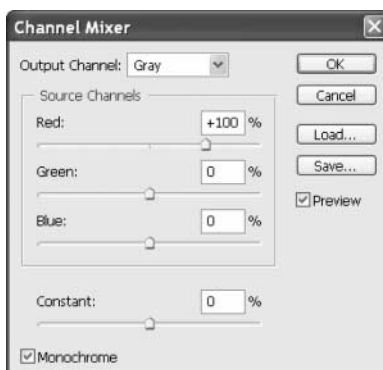 Channel Mixer
Output Channel: Gray
OK
Source Channels
Cancel
Red: +100 %
Load...
Green: 0 %
Save...
Preview
Blue: 0 %
Constant: 0 %
Monochrome